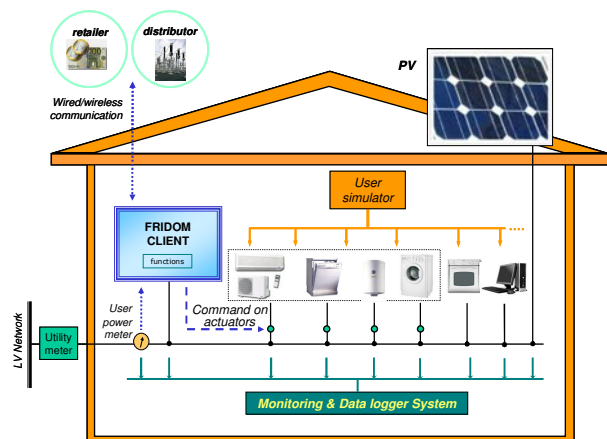 retailer
distributor
PV
Wired/wireless
communication
User
simulator
FRIDOM
CLIENT
functions
User
power
meter
Command on
actuators
LV Network
Utility
meter
Monitoring & Data logger System